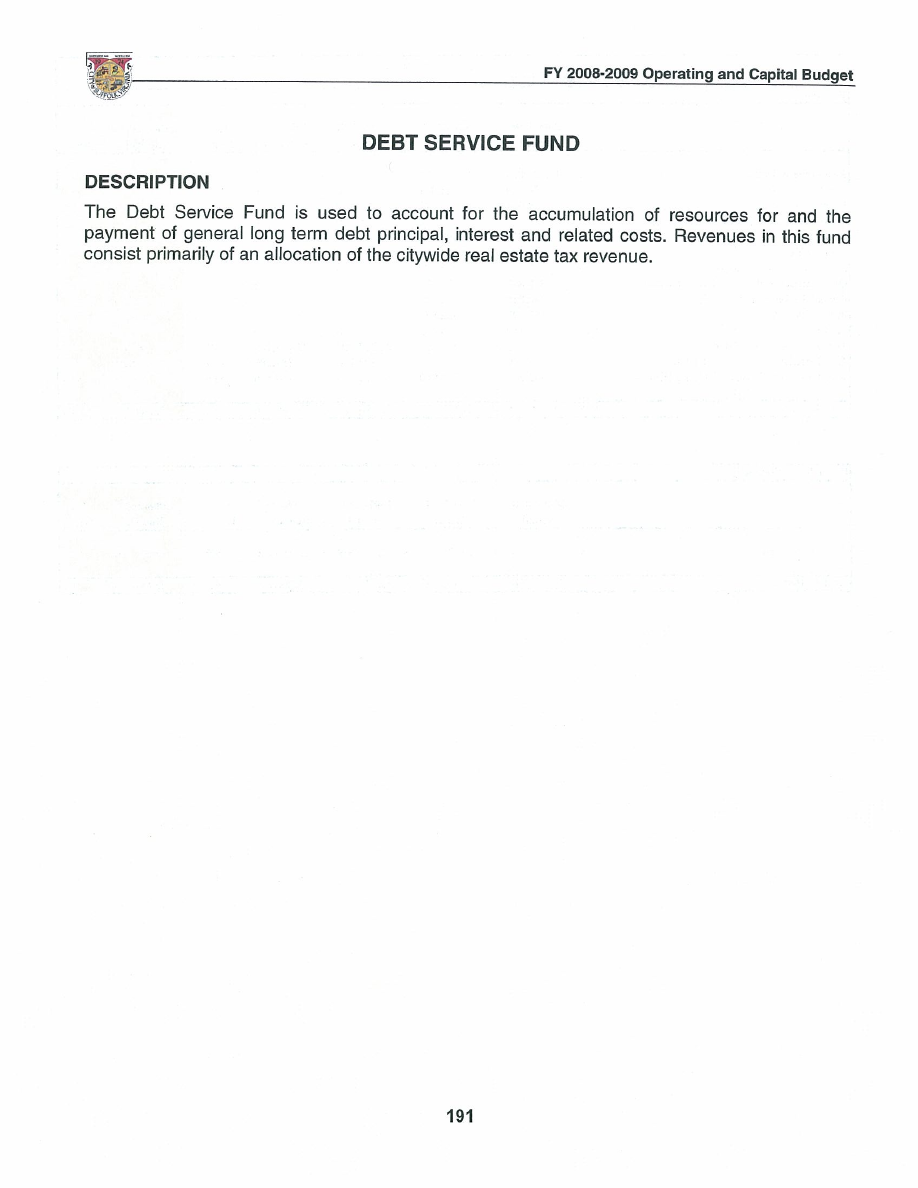 FY 2008-2009 Operating and Capital Budget
DEBT SERVICE FUND
DESCRIPTION
The Debt Service Fund is used to account for the accumulation of resources for and the
payment of general long term debt principal, interest and related costs. Revenues in this fund
consist primarily of an allocation of the citywide real estate tax revenue.
191